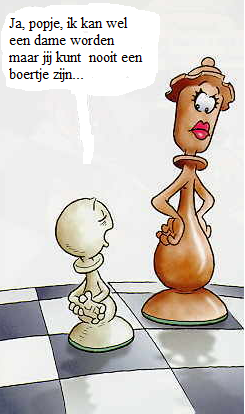 Ja, popje, ik kan wel
een dame worden
maar jij kunt nooit een
boertje zijn...